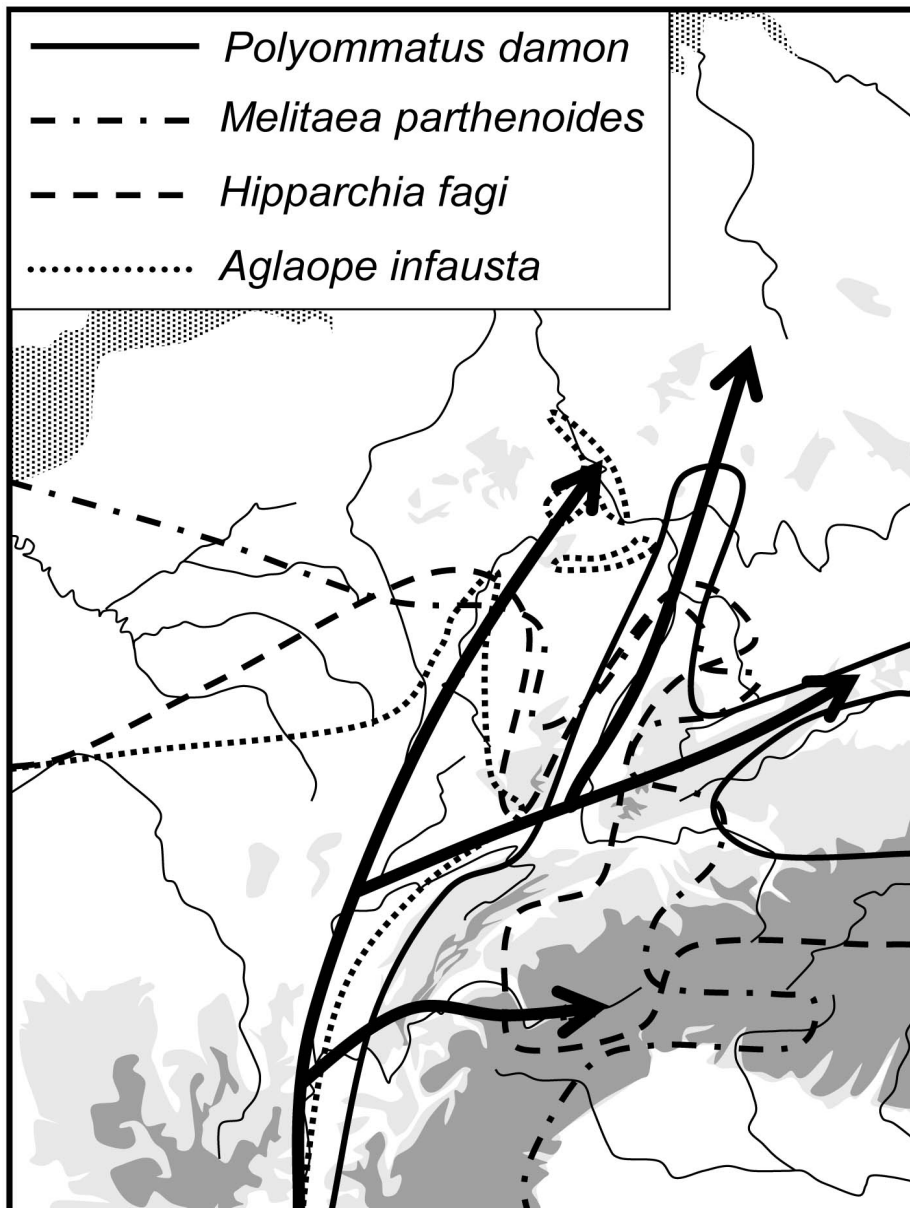 Polyommatus damon
Melitaea parthenoides
Hipparchia fagi
Aglaope infausta